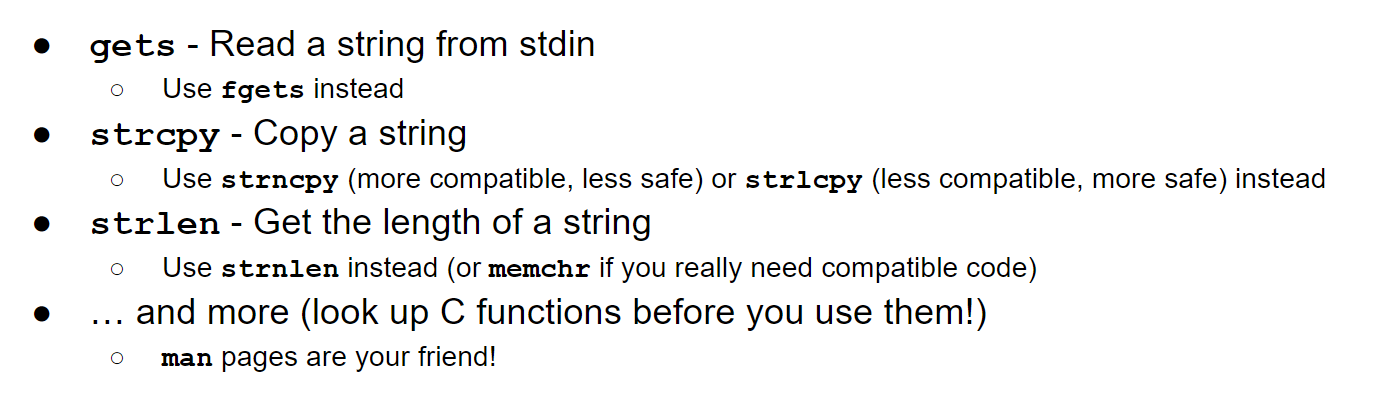 ● gets - Read a string from stdin
○ Use fgets instead
● strcpy - Copy a string
○ Use strncpy (more compatible, less safe) or strlcpy (less compatible, more safe) instead
● strlen - Get the length of a string
○ Use strnlen instead (or memchr if you really need compatible code)
● … and more (look up C functions before you use them!)
○ man pages are your friend!